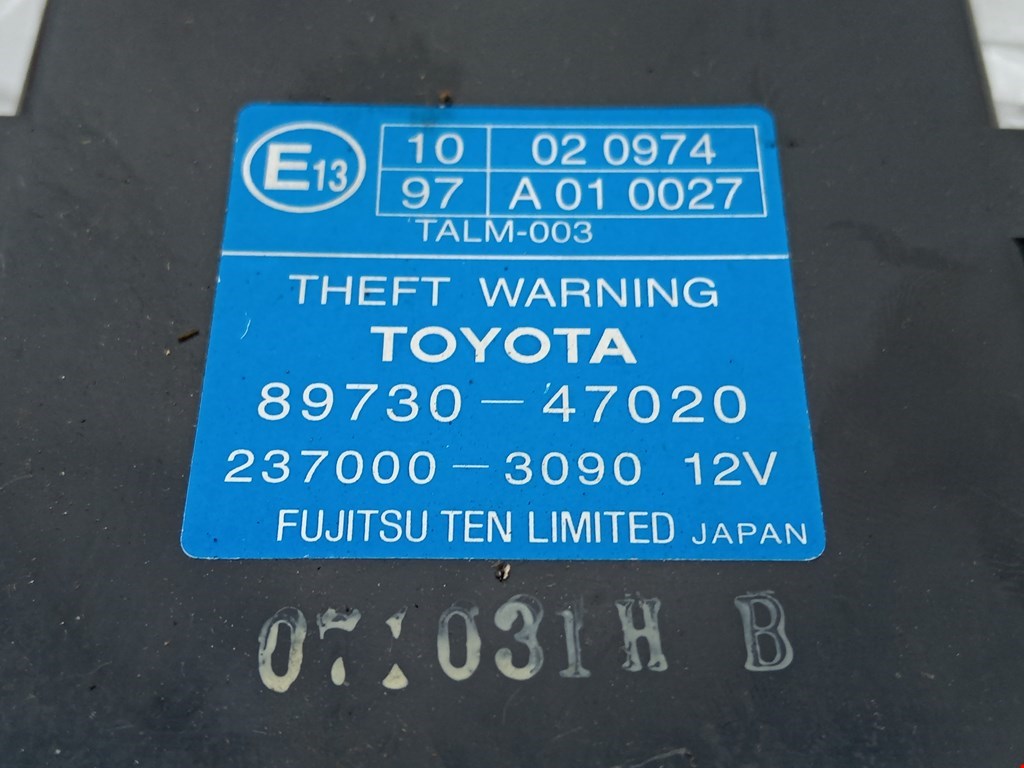 E13
10 02 0974
97 A 01 0027
TALM-003
THEFT WARNING
TOYOTA
89730 - 47020
237000 - 3090 12V
FUJITSU TEN LIMITED JAPAN
071031H B